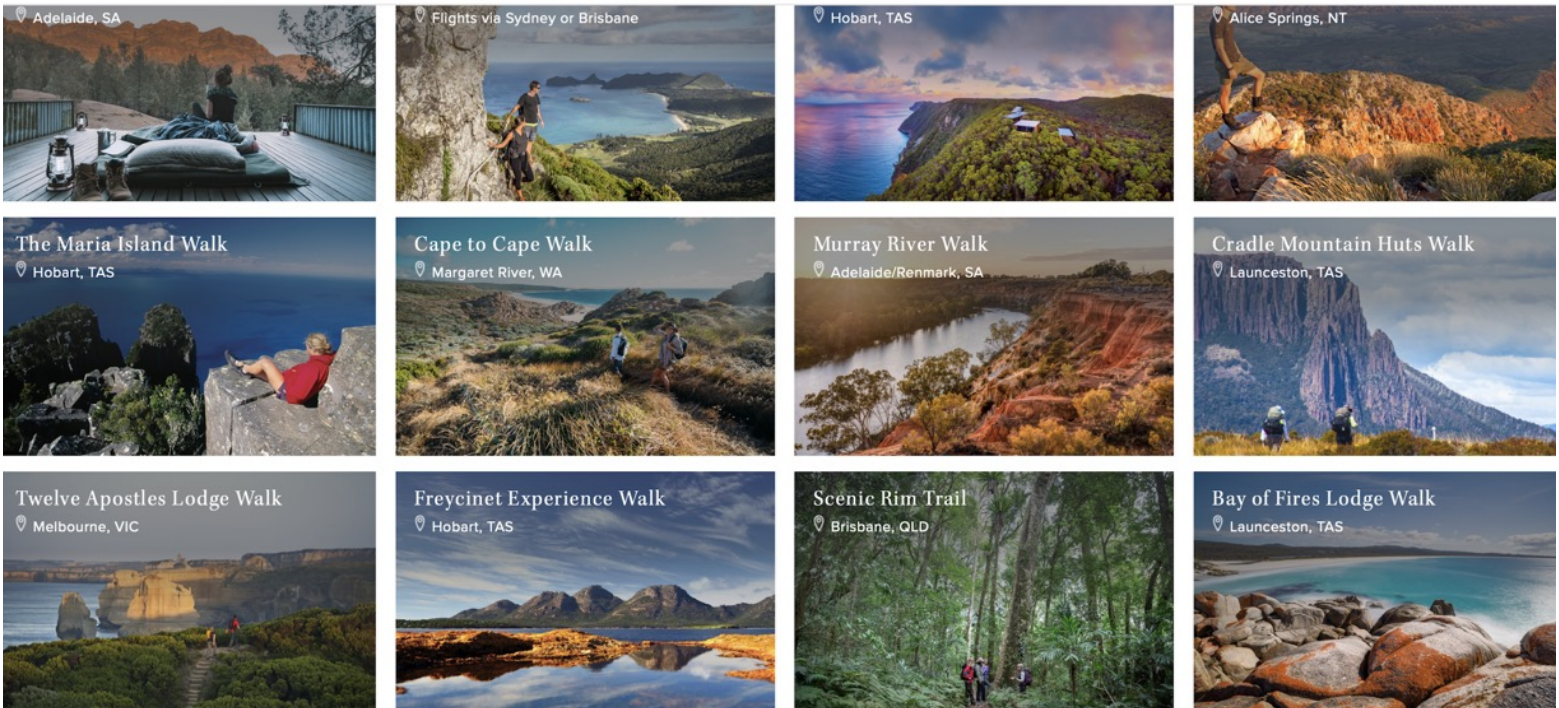 Adelaide, SA
Flights via Sydney or Brisbane
Hobart, TAS
Alice Springs, NT
The Maria Island Walk
Hobart, TAS
Cape to Cape Walk
Margaret River, WA
Murray River Walk
Adelaide/Renmark, SA
Cradle Mountain Huts Walk
Launceston, TAS
Twelve Apostles Lodge Walk
Melbourne, VIC
Freycinet Experience Walk
Hobart, TAS
Scenic Rim Trail
Brisbane, QLD
Bay of Fires Lodge Walk
Launceston, TAS